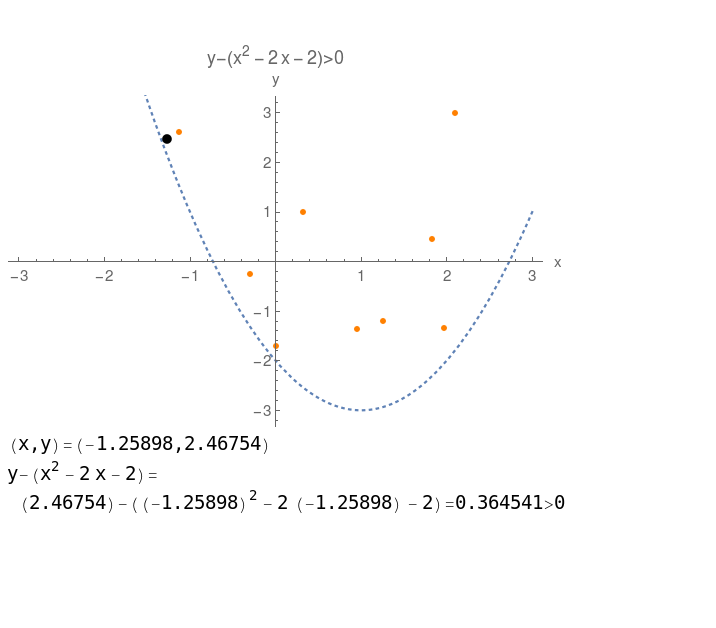 y−(x² − 2 x − 2)>0
y
3
2
1
−3 −2 −1 1 2 3 x
−1
−2
−3
(x,y)=(−1.25898,2.46754)
y−(x² − 2 x − 2)=
(2.46754)−((−1.25898)² − 2 (−1.25898) − 2)=0.364541>0